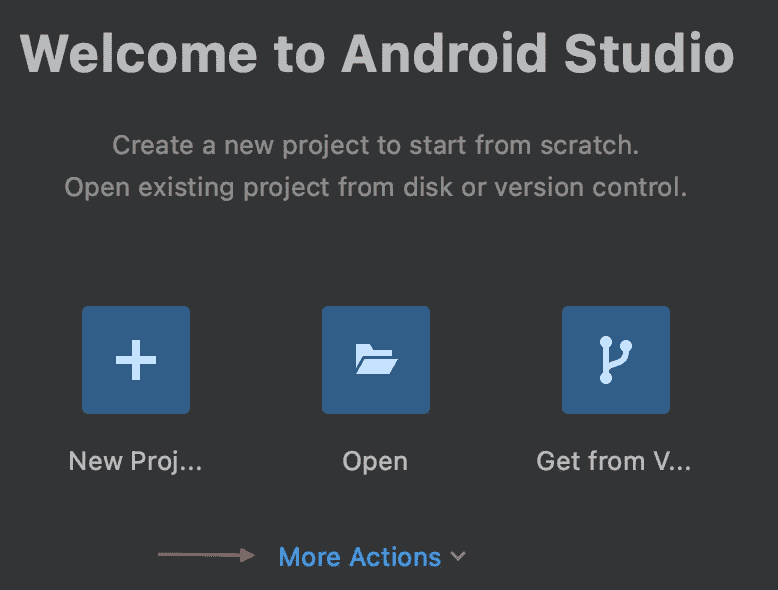 Welcome to Android Studio
Create a new project to start from scratch.
Open existing project from disk or version control.
New Proj...
Open
Get from V...
More Actions